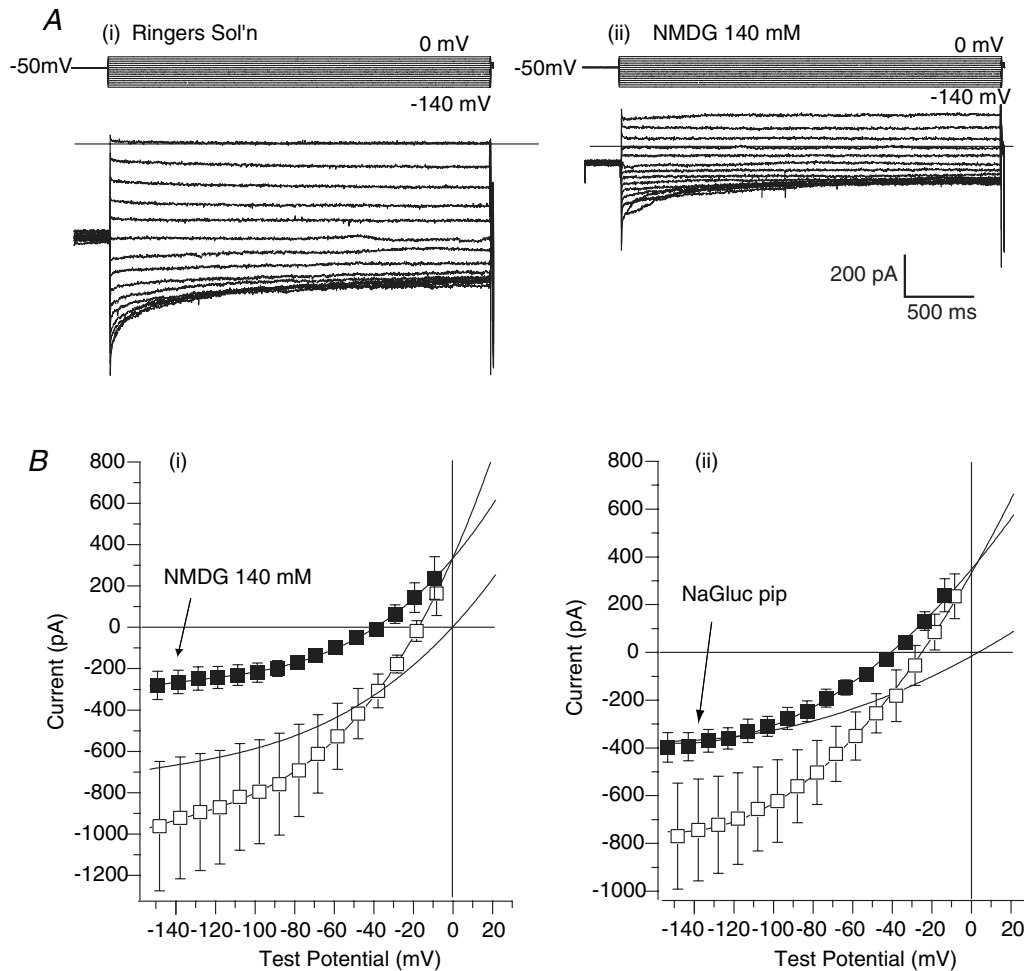 A
(i) Ringers Sol'n
0 mV
-50mV
-140 mV
(ii) NMDG 140 mM
0 mV
-50mV
-140 mV
200 pA
500 ms
B
(i)
800
600
400
200
0
-200
-400
-600
-800
-1000
-1200
Current (pA)
NMDG 140 mM
-140 -120 -100 -80 -60 -40 -20 0 20
Test Potential (mV)
(ii)
800
600
400
200
0
-200
-400
-600
-800
-1000
Current (pA)
NaGluc pip
-140 -120 -100 -80 -60 -40 -20 0 20
Test Potential (mV)